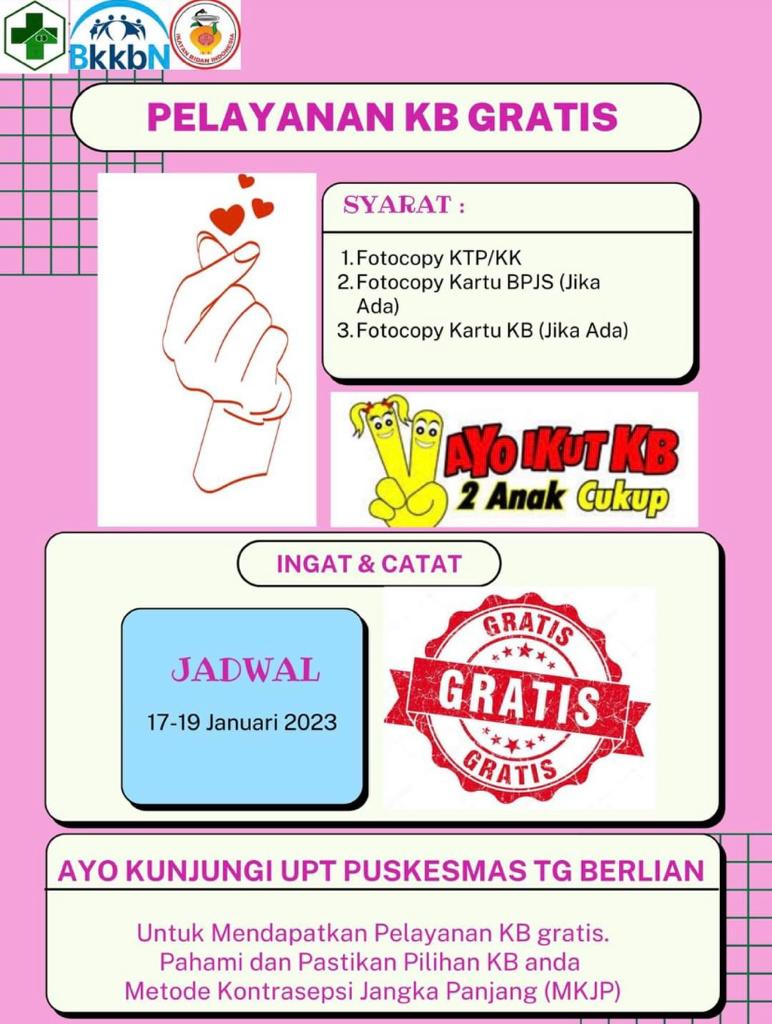 BkkbN
IKATAN BIDAN INDONESIA
PELAYANAN KB GRATIS
SYARAT :
1. Fotocopy KTP/KK
2. Fotocopy Kartu BPJS (Jika
Ada)
3. Fotocopy Kartu KB (Jika Ada)
AYO IKUT KB
2 Anak Cukup
INGAT & CATAT
JADWAL
17-19 Januari 2023
GRATIS
GRATIS
GRATIS
AYO KUNJUNGI UPT PUSKESMAS TG BERLIAN
Untuk Mendapatkan Pelayanan KB gratis.
Pahami dan Pastikan Pilihan KB anda
Metode Kontrasepsi Jangka Panjang (MKJP)